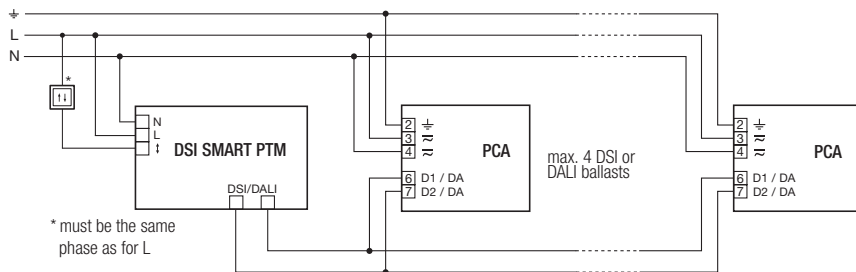 L
N
*
N
L
DSI SMART PTM
DSI/DALI
* must be the same
phase as for L
2
3
4
PCA
6 D1 / DA
7 D2 / DA
max. 4 DSI or
DALI ballasts
2
3
4
PCA
6 D1 / DA
7 D2 / DA